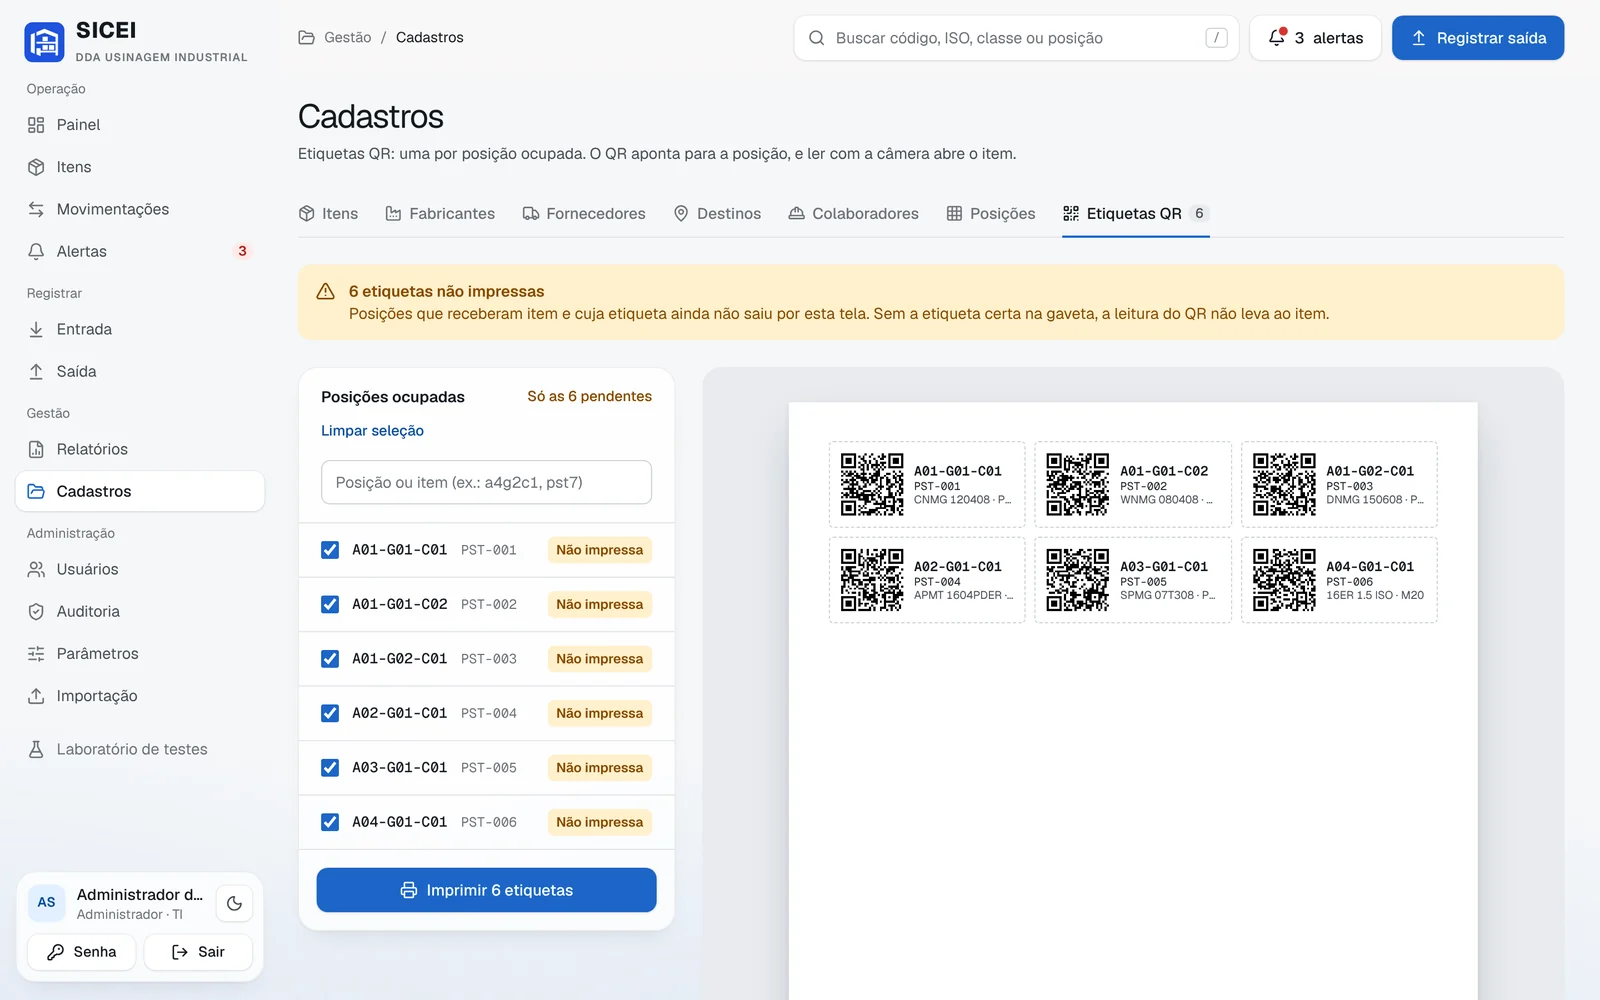 SICEI
DDA USINAGEM INDUSTRIAL
Operação
Painel
Itens
Movimentações
Alertas 3
Registrar
Entrada
Saída
Gestão
Relatórios
Cadastros
Administração
Usuários
Auditoria
Parâmetros
Importação
Laboratório de testes
AS Administrador d...
Administrador · TI
Senha Sair
Gestão / Cadastros
Buscar código, ISO, classe ou posição /
3 alertas
Registrar saída
Cadastros
Etiquetas QR: uma por posição ocupada. O QR aponta para a posição, e ler com a câmera abre o item.
Itens Fabricantes Fornecedores Destinos Colaboradores Posições Etiquetas QR 6
6 etiquetas não impressas
Posições que receberam item e cuja etiqueta ainda não saiu por esta tela. Sem a etiqueta certa na gaveta, a leitura do QR não leva ao item.
Posições ocupadas Só as 6 pendentes
Limpar seleção
Posição ou item (ex.: a4g2c1, pst7)
A01-G01-C01 PST-001 Não impressa
A01-G01-C02 PST-002 Não impressa
A01-G02-C01 PST-003 Não impressa
A02-G01-C01 PST-004 Não impressa
A03-G01-C01 PST-005 Não impressa
A04-G01-C01 PST-006 Não impressa
Imprimir 6 etiquetas
A01-G01-C01
PST-001
CNMG 120408 · P...
A01-G01-C02
PST-002
WNMG 080408 · ...
A01-G02-C01
PST-003
DNMG 150608 · P...
A02-G01-C01
PST-004
APMT 1604PDER ·...
A03-G01-C01
PST-005
SPMG 07T308 · P...
A04-G01-C01
PST-006
16ER 1.5 ISO · M20